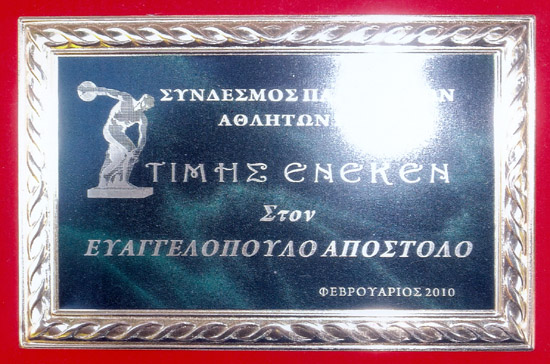 ΣΥΝΔΕΣΜΟΣ
ΑΘΛΗΤΩΝ
ΤΙΜΗΣ ΕΝΕΚΕΝ
Στον
ΕΥΑΓΓΕΛΟΠΟΥΛΟ ΑΠΟΣΤΟΛΟ
ΦΕΒΡΟΥΑΡΙΟΣ 2010